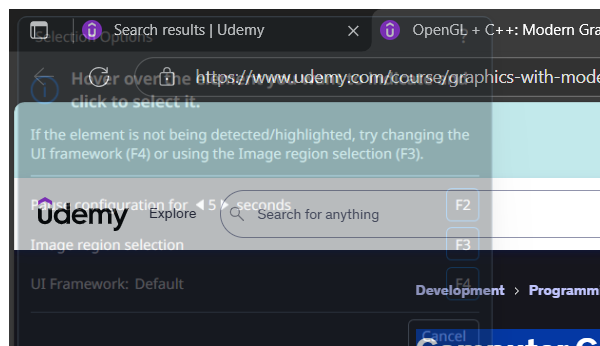 Search results | Udemy
OpenGL + C++: Modern Gra
Selection Options
https://www.udemy.com/course/graphics-with-mode
Hover over the element you want to indicate and
click to select it.
If the element is not being detected/highlighted, try changing the
UI framework (F4) or using the Image region selection (F3).
Pause configuration for 5 seconds
F2
udemy
Explore
Search for anything
Image region selection
F3
UI Framework: Default
F4
Development
Programm
Cancel
Computer G